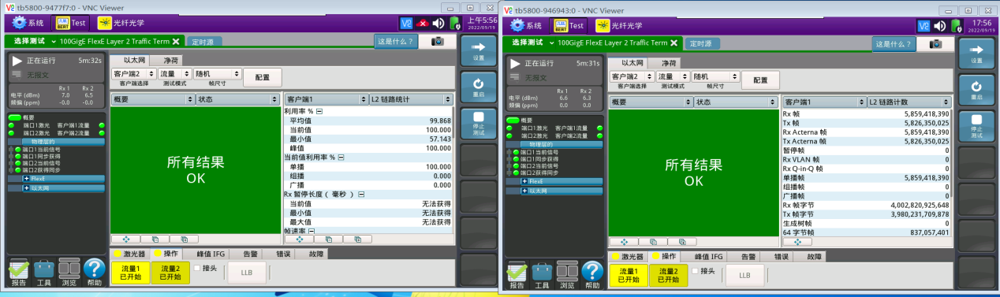 tb5800-9477f7:0 - VNC Viewer
系统 Test 光纤光学 上午5:56
2022/09/19
选择测试 100GigE FlexE Layer 2 Traffic Term 定时源 这是什么？
正在运行 5m:32s
无报文
Rx 1 Rx 2
电平 (dBm) 7.0 6.5
频偏 (ppm) -0.0 -0.0
概要
端口1激光 客户端1流量
端口2激光 客户端2流量
物理层的
端口1当前信号
端口1同步获得
端口2当前信号
端口2获得同步
FlexE
以太网
报告 工具 浏览 帮助
以太网 净荷
客户端2 流量 随机 配置
客户端选择 测试模式 帧尺寸
概要 状态
所有结果
OK
客户端1 L2 链路统计
利用率 %
平均值 99.868
当前值 100.000
最小值 57.143
峰值 100.000
当前值利用率 %
单播 100.000
组播 0.000
广播 0.000
Rx 暂停长度 ( 毫秒 )
当前值 无法获得
最小值 无法获得
最大值 无法获得
帧速率
激光器 操作 峰值 IFG 告警 错误 故障
流量1
已开始
流量2
已开始
接头
LLB
设置
重启
停止
测试
tb5800-946943:0 - VNC Viewer
系统 Test 光纤光学 17:56
2022/09/19
选择测试 100GigE FlexE Layer 2 Traffic Term 定时源 这是什么？
正在运行 5m:31s
无报文
Rx 1 Rx 2
电平 (dBm) 6.6 6.3
频偏 (ppm) 0.0 0.0
概要
端口1激光 客户端1流量
端口2激光 客户端2流量
物理层的
端口1当前信号
端口1同步获得
端口2当前信号
端口2获得同步
FlexE
以太网
报告 工具 浏览 帮助
以太网 净荷
客户端2 流量 随机 配置
客户端选择 测试模式 帧尺寸
概要 状态
所有结果
OK
客户端1 L2 链路计数
Rx 帧 5,859,418,390
Tx 帧 5,826,350,025
Rx Acterna 帧 5,859,418,390
Tx Acterna 帧 5,826,350,025
暂停帧 0
Rx VLAN 帧 0
Rx Q-in-Q 帧 0
单播帧 5,859,418,390
组播帧 0
广播帧 0
Rx 帧字节 4,002,820,925,648
Tx 帧字节 3,980,231,709,878
生成树帧 0
64 字节帧 837,057,401
激光器 操作 峰值 IFG 告警 错误 故障
流量1
已开始
流量2
已开始
接头
LLB
设置
重启
停止
测试